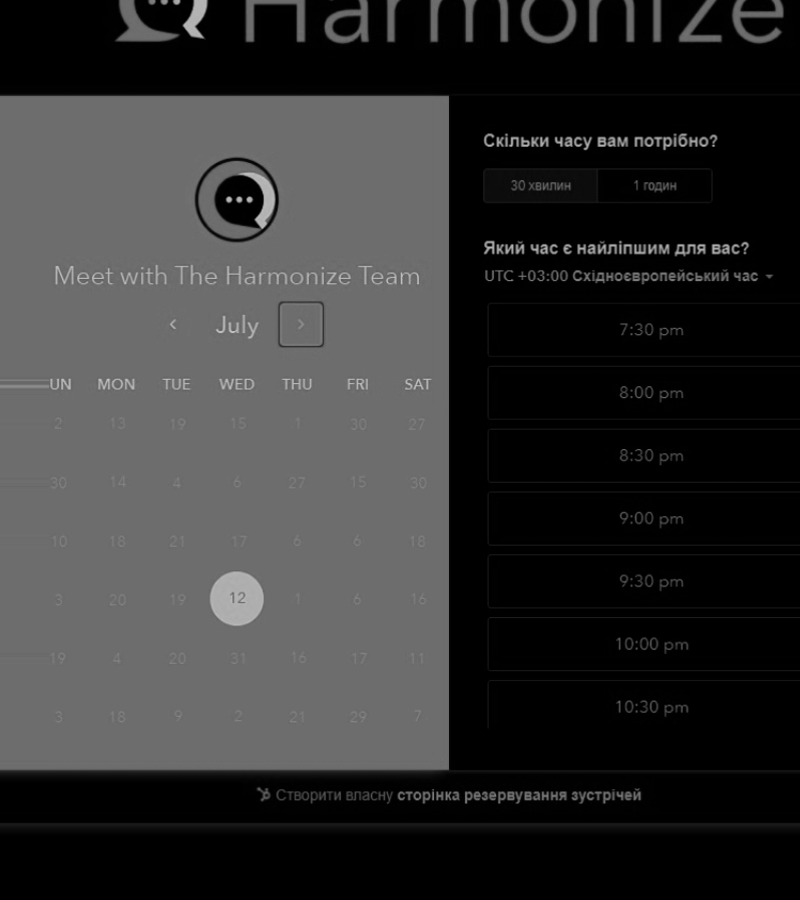 Harmonize
Meet with The Harmonize Team
July
UN MON TUE WED THU FRI SAT
2 13 19 15 1 30 27
30 14 4 6 27 15 30
10 18 21 17 6 6 18
3 20 19 12 1 6 16
19 4 20 31 16 17 11
3 18 9 2 21 29 7
Скільки часу вам потрібно?
30 хвилин 1 годин
Який час є найліпшим для вас?
UTC +03:00 Східноєвропейський час
7:30 pm
8:00 pm
8:30 pm
9:00 pm
9:30 pm
10:00 pm
10:30 pm
Створити власну сторінка резервування зустрічей